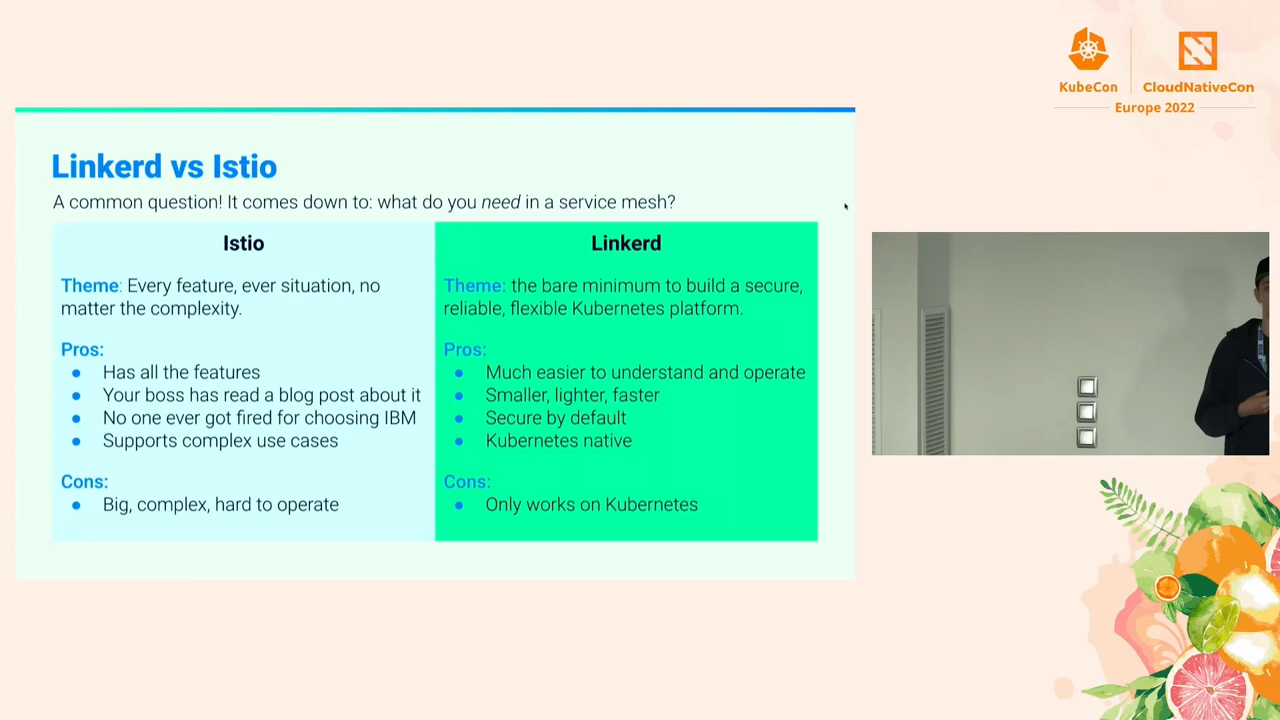 KubeCon
CloudNativeCon
Europe 2022
Linkerd vs Istio
A common question! It comes down to: what do you need in a service mesh?
Istio
Theme: Every feature, ever situation, no
matter the complexity.
Pros:
Has all the features
Your boss has read a blog post about it
No one ever got fired for choosing IBM
Supports complex use cases
Cons:
Big, complex, hard to operate
Linkerd
Theme: the bare minimum to build a secure,
reliable, flexible Kubernetes platform.
Pros:
Much easier to understand and operate
Smaller, lighter, faster
Secure by default
Kubernetes native
Cons:
Only works on Kubernetes